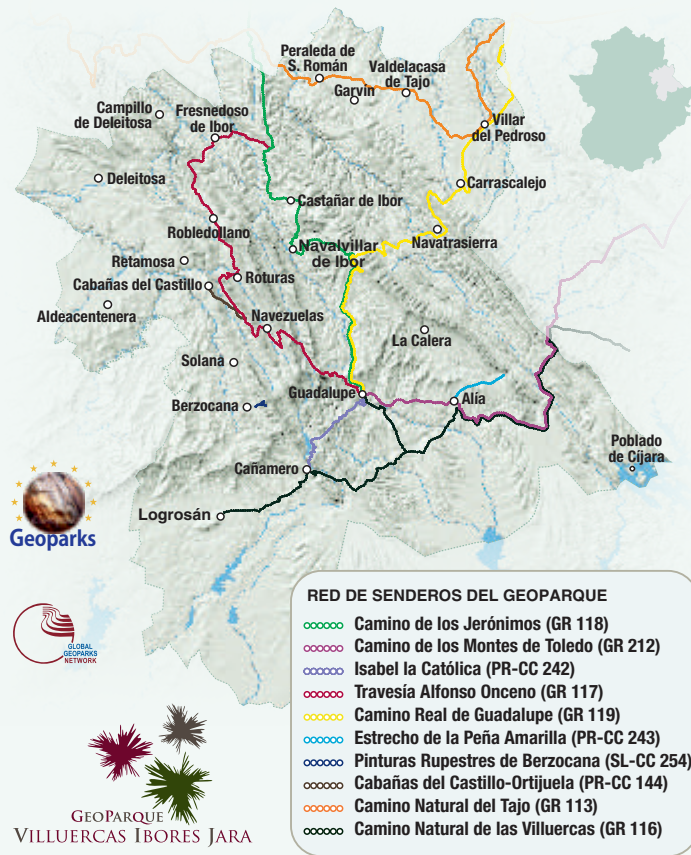 Peraleda de
S. Román
Valdelacasa
de Tajo
Garvin
Campillo
de Deleitosa
Fresnedoso
de Ibor
Villar
del Pedroso
Deleitosa
Carrascalejo
Castañar de Ibor
Robledollano
Navatrasierra
Navalvillar
de Ibor
Retamosa
Roturas
Cabañas del Castillo
Aldeacentenera
Navezuelas
La Calera
Solana
Guadalupe
Alía
Berzocana
Poblado
de Cíjara
Cañamero
Logrosán
Geoparks
GLOBAL
GEOPARKS
NETWORK
GEOPARQUE
VILLUERCAS IBORES JARA
RED DE SENDEROS DEL GEOPARQUE
Camino de los Jerónimos (GR 118)
Camino de los Montes de Toledo (GR 212)
Isabel la Católica (PR-CC 242)
Travesía Alfonso Onceno (GR 117)
Camino Real de Guadalupe (GR 119)
Estrecho de la Peña Amarilla (PR-CC 243)
Pinturas Rupestres de Berzocana (SL-CC 254)
Cabañas del Castillo-Ortijuela (PR-CC 144)
Camino Natural del Tajo (GR 113)
Camino Natural de las Villuercas (GR 116)